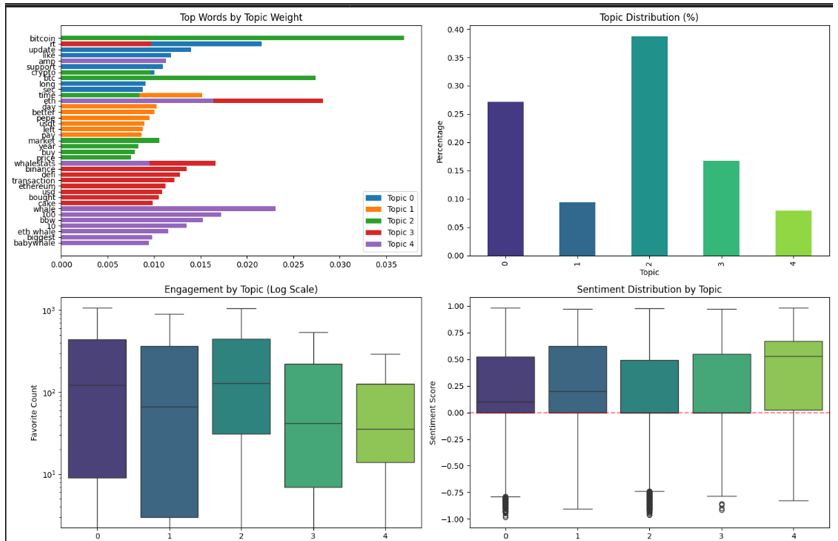 Top Words by Topic Weight
bitcoin
rt
update
like
amp
support
crypto
btc
long
sec
time
eth
day
better
pepe
usdt
left
pay
market
year
buy
price
whalestats
binance
defi
transaction
ethereum
usd
bought
cake
whale
100
bbw
10
eth whale
biggest
babywhale
Topic 0
Topic 1
Topic 2
Topic 3
Topic 4
0.000 0.005 0.010 0.015 0.020 0.025 0.030 0.035
Topic Distribution (%)
Percentage
0.40
0.35
0.30
0.25
0.20
0.15
0.10
0.05
0.00
0 1 2 3 4
Topic
Engagement by Topic (Log Scale)
Favorite Count
10³
10²
10¹
0 1 2 3 4
Sentiment Distribution by Topic
Sentiment Score
1.00
0.75
0.50
0.25
0.00
−0.25
−0.50
−0.75
−1.00
0 1 2 3 4